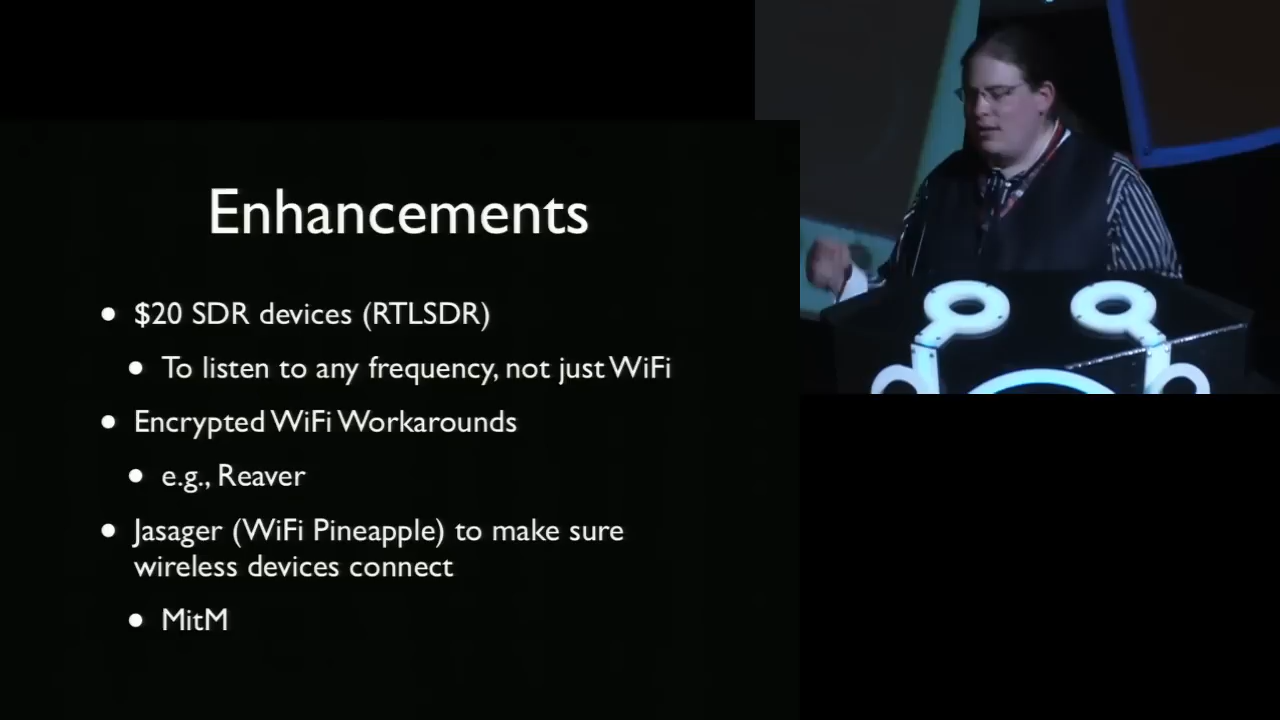 Enhancements
• $20 SDR devices (RTLSDR)
• To listen to any frequency, not just WiFi
• Encrypted WiFi Workarounds
• e.g., Reaver
• Jasager (WiFi Pineapple) to make sure
wireless devices connect
• MitM